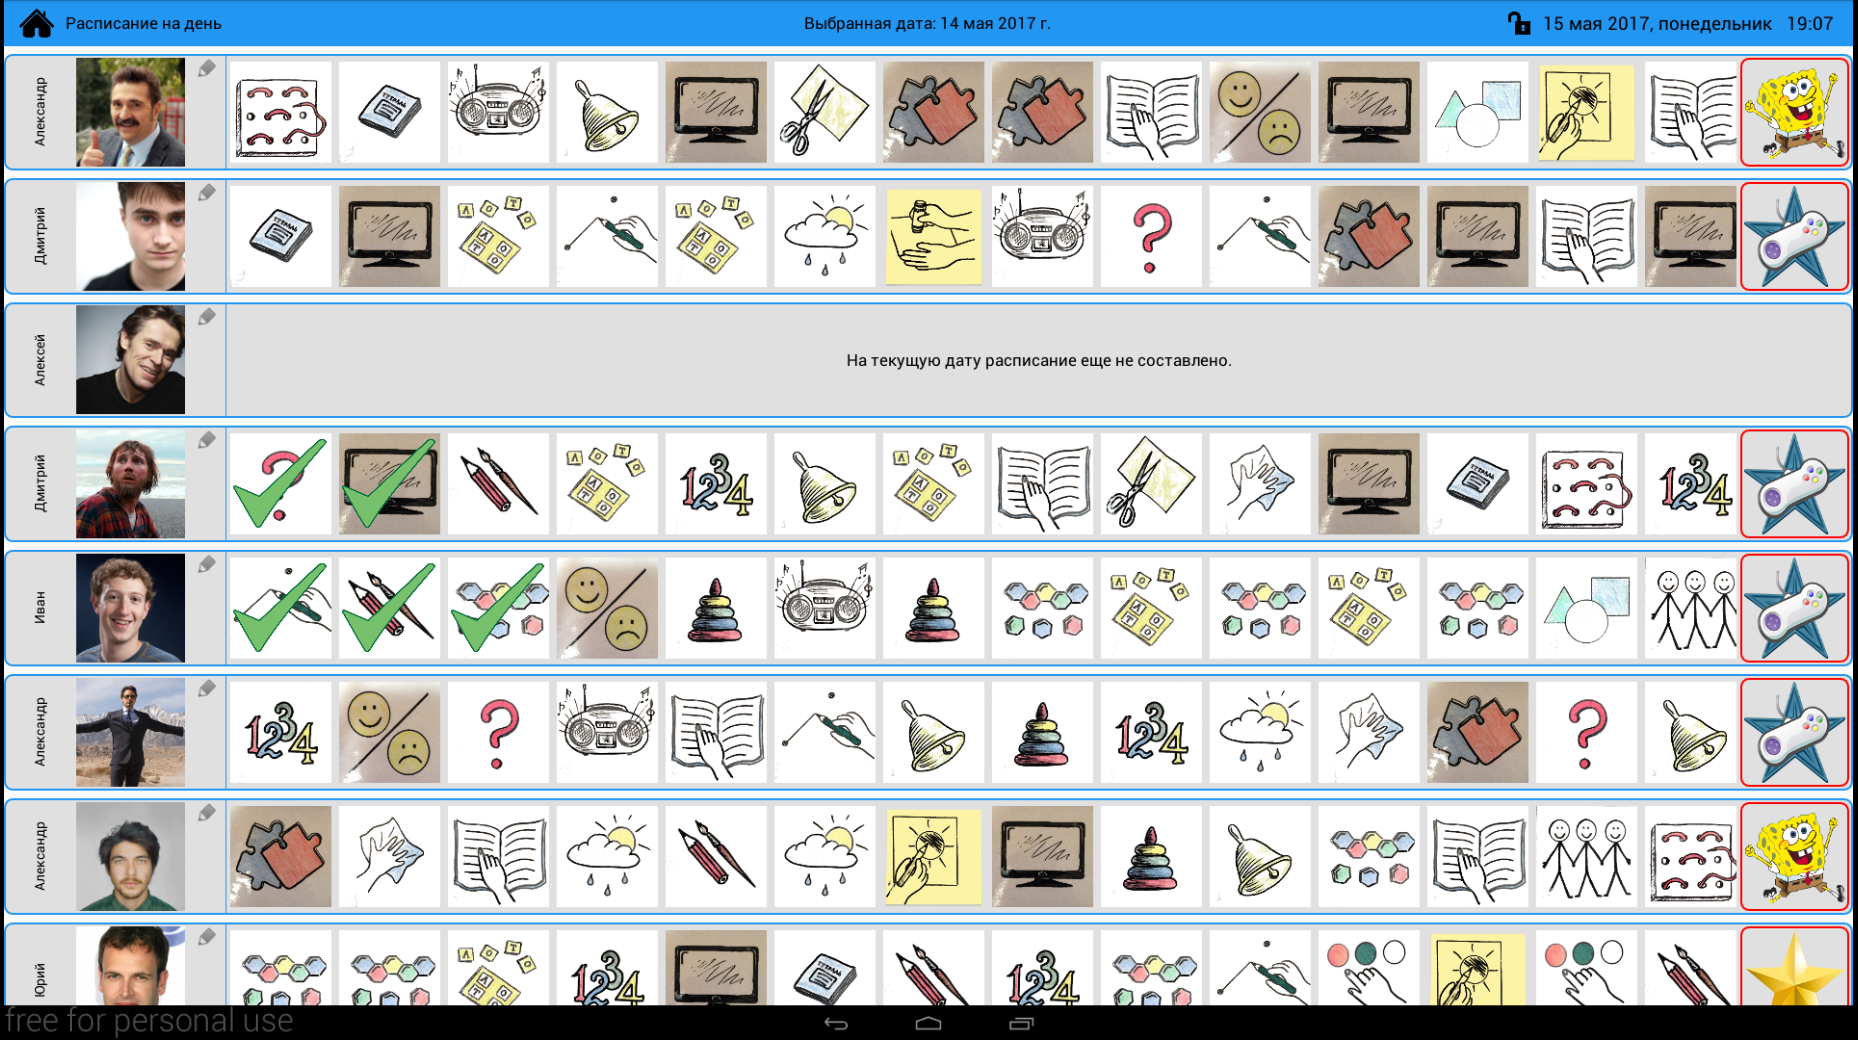 Расписание на день
Выбранная дата: 14 мая 2017 г.
15 мая 2017, понедельник 19:07
Александр
Дмитрий
Алексей
На текущую дату расписание еще не составлено.
Дмитрий
Иван
Александр
Александр
Юрий
free for personal use